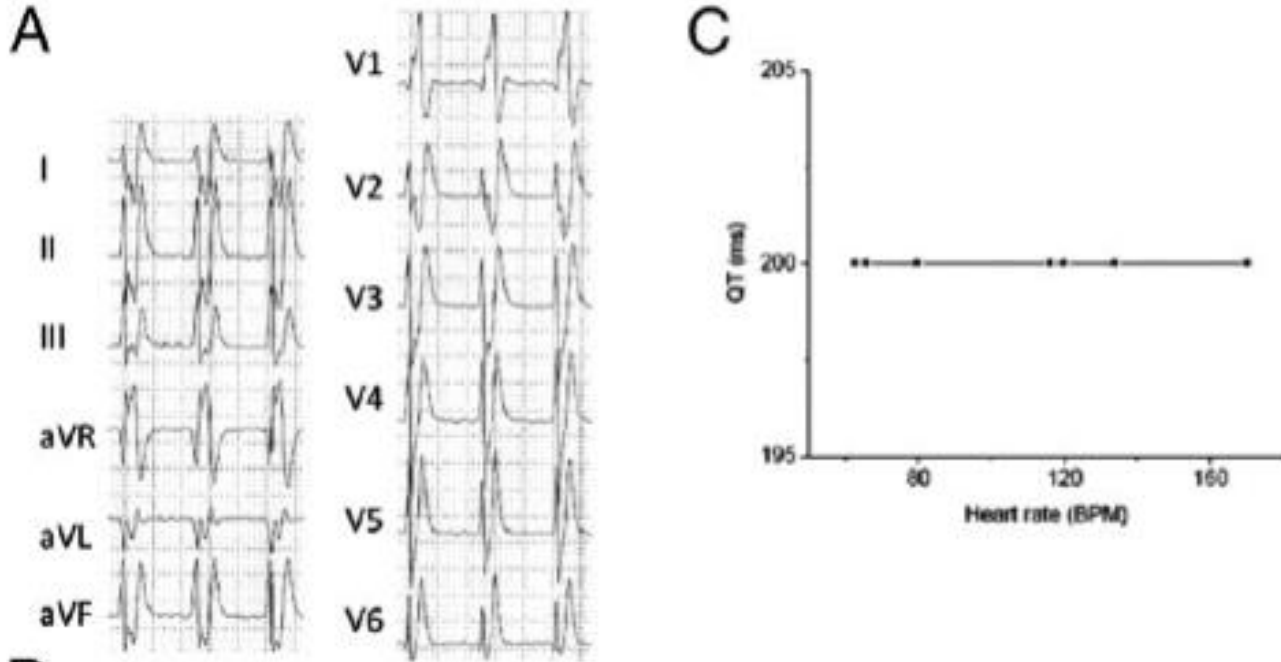 A
I
II
III
aVR
aVL
aVF
V1
V2
V3
V4
V5
V6
C
205
200
195
QT (ms)
80
120
160
Heart rate (BPM)